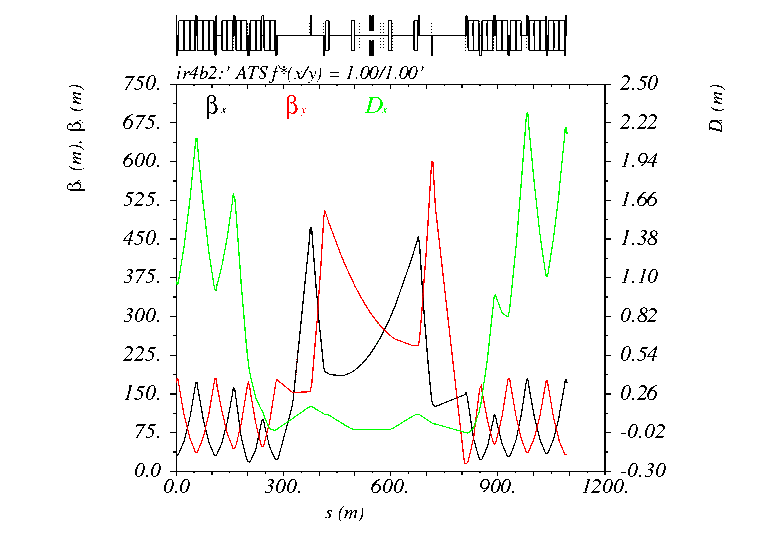 ir4b2:' ATS f*(x/y) = 1.00/1.00'
750. 2.50
βx βy Dx
675. 2.22
600. 1.94
525. 1.66
450. 1.38
375. 1.10
300. 0.82
225. 0.54
150. 0.26
75. -0.02
0.0 -0.30
0.0 300. 600. 900. 1200.
s (m)
β (m), β (m)
D (m)